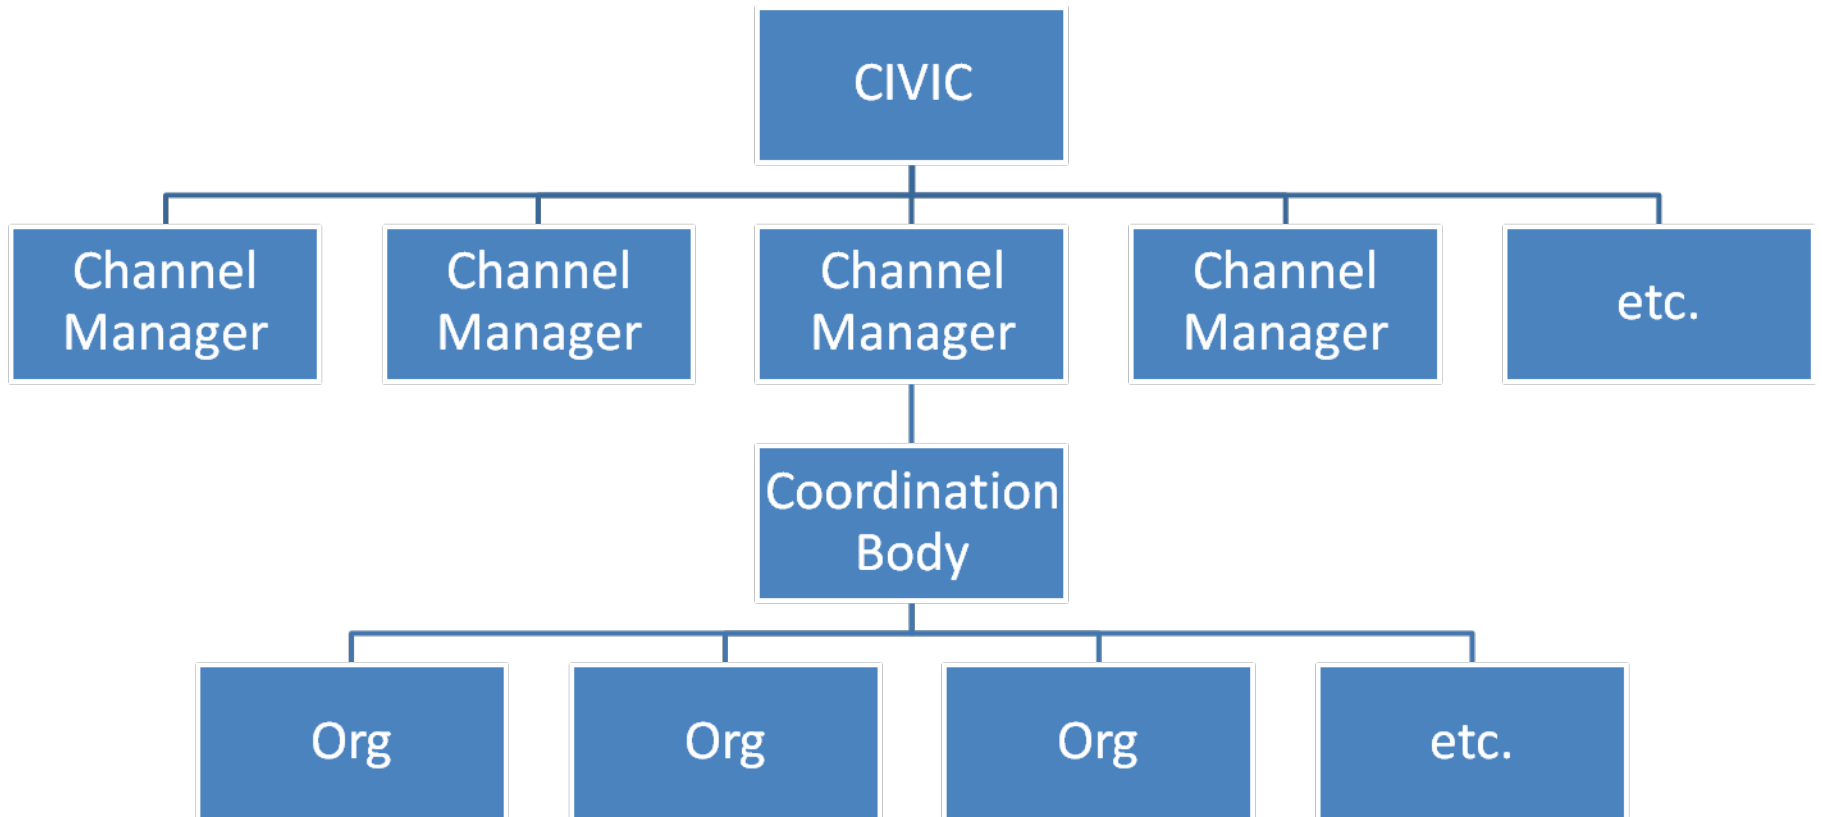 CIVIC
Channel
Manager
Channel
Manager
Channel
Manager
Channel
Manager
etc.
Coordination
Body
Org
Org
Org
etc.